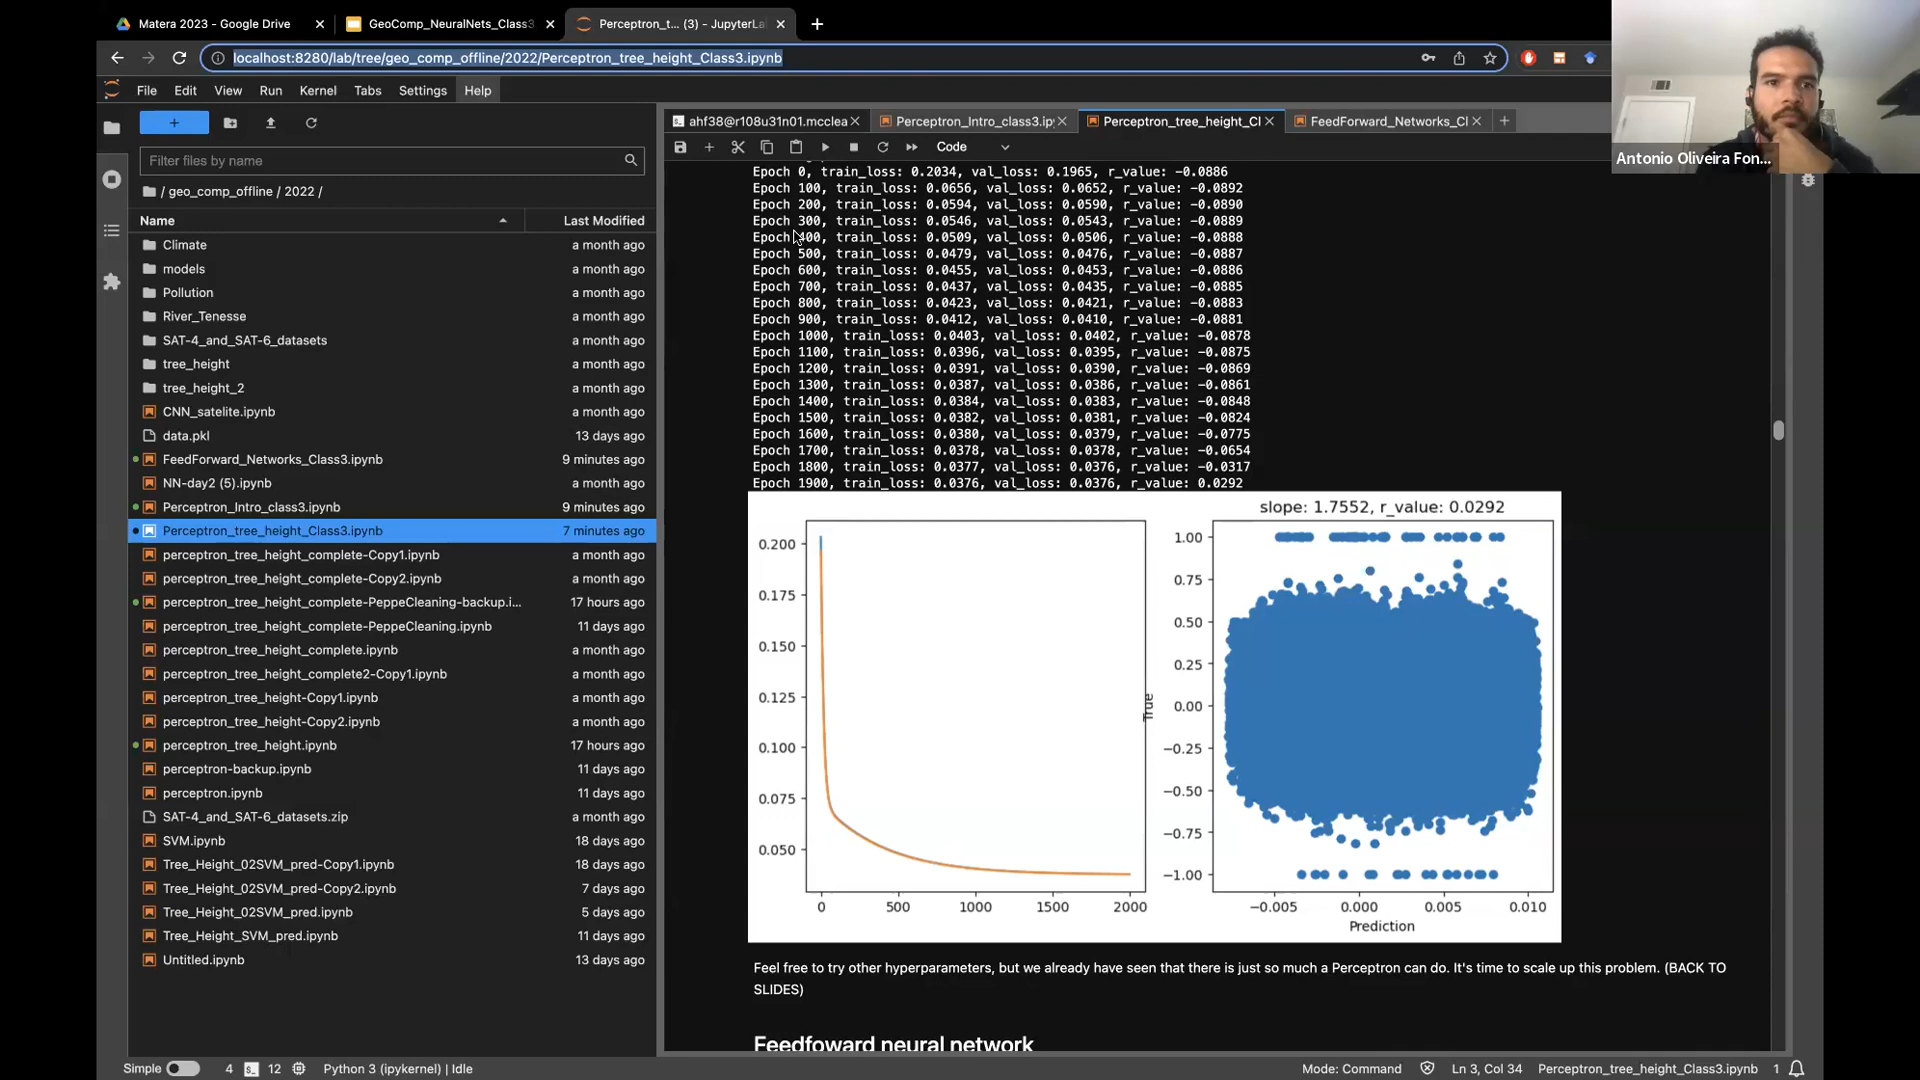 Matera 2023 - Google Drive
GeoComp_NeuralNets_Class3
Perceptron_t... (3) - JupyterLa
localhost:8280/lab/tree/geo_comp_offline/2022/Perceptron_tree_height_Class3.ipynb
File Edit View Run Kernel Tabs Settings Help
Antonio Oliveira Fon...
Filter files by name
/ geo_comp_offline / 2022 /
Name Last Modified
Climate a month ago
models a month ago
Pollution a month ago
River_Tenesse a month ago
SAT-4_and_SAT-6_datasets a month ago
tree_height a month ago
tree_height_2 a month ago
CNN_satelite.ipynb a month ago
data.pkl 13 days ago
FeedForward_Networks_Class3.ipynb 9 minutes ago
NN-day2 (5).ipynb a month ago
Perceptron_Intro_class3.ipynb 9 minutes ago
Perceptron_tree_height_Class3.ipynb 7 minutes ago
perceptron_tree_height_complete-Copy1.ipynb a month ago
perceptron_tree_height_complete-Copy2.ipynb a month ago
perceptron_tree_height_complete-PeppeCleaning-backup.i... 17 hours ago
perceptron_tree_height_complete-PeppeCleaning.ipynb 11 days ago
perceptron_tree_height_complete.ipynb a month ago
perceptron_tree_height_complete2-Copy1.ipynb a month ago
perceptron_tree_height-Copy1.ipynb a month ago
perceptron_tree_height-Copy2.ipynb a month ago
perceptron_tree_height.ipynb 17 hours ago
perceptron-backup.ipynb 11 days ago
perceptron.ipynb 11 days ago
SAT-4_and_SAT-6_datasets.zip a month ago
SVM.ipynb 18 days ago
Tree_Height_02SVM_pred-Copy1.ipynb 18 days ago
Tree_Height_02SVM_pred-Copy2.ipynb 7 days ago
Tree_Height_02SVM_pred.ipynb 5 days ago
Tree_Height_SVM_pred.ipynb 11 days ago
Untitled.ipynb 13 days ago
ahf38@r108u31n01.mcclea
Perceptron_Intro_class3.ip
Perceptron_tree_height_Cl
FeedForward_Networks_Cl
Code
Epoch 0, train_loss: 0.2034, val_loss: 0.1965, r_value: -0.0886
Epoch 100, train_loss: 0.0656, val_loss: 0.0652, r_value: -0.0892
Epoch 200, train_loss: 0.0594, val_loss: 0.0590, r_value: -0.0890
Epoch 300, train_loss: 0.0546, val_loss: 0.0543, r_value: -0.0889
Epoch 400, train_loss: 0.0509, val_loss: 0.0506, r_value: -0.0888
Epoch 500, train_loss: 0.0479, val_loss: 0.0476, r_value: -0.0887
Epoch 600, train_loss: 0.0455, val_loss: 0.0453, r_value: -0.0886
Epoch 700, train_loss: 0.0437, val_loss: 0.0435, r_value: -0.0885
Epoch 800, train_loss: 0.0423, val_loss: 0.0421, r_value: -0.0883
Epoch 900, train_loss: 0.0412, val_loss: 0.0410, r_value: -0.0881
Epoch 1000, train_loss: 0.0403, val_loss: 0.0402, r_value: -0.0878
Epoch 1100, train_loss: 0.0396, val_loss: 0.0395, r_value: -0.0875
Epoch 1200, train_loss: 0.0391, val_loss: 0.0390, r_value: -0.0869
Epoch 1300, train_loss: 0.0387, val_loss: 0.0386, r_value: -0.0861
Epoch 1400, train_loss: 0.0384, val_loss: 0.0383, r_value: -0.0848
Epoch 1500, train_loss: 0.0382, val_loss: 0.0381, r_value: -0.0824
Epoch 1600, train_loss: 0.0380, val_loss: 0.0379, r_value: -0.0775
Epoch 1700, train_loss: 0.0378, val_loss: 0.0378, r_value: -0.0654
Epoch 1800, train_loss: 0.0377, val_loss: 0.0376, r_value: -0.0317
Epoch 1900, train_loss: 0.0376, val_loss: 0.0376, r_value: 0.0292
0.200
0.175
0.150
0.125
0.100
0.075
0.050
0 500 1000 1500 2000
slope: 1.7552, r_value: 0.0292
True
1.00
0.75
0.50
0.25
0.00
−0.25
−0.50
−0.75
−1.00
−0.005 0.000 0.005 0.010
Prediction
Feel free to try other hyperparameters, but we already have seen that there is just so much a Perceptron can do. It's time to scale up this problem. (BACK TO
SLIDES)
Feedfoward neural network
Simple 4 12 Python 3 (ipykernel) | Idle Mode: Command Ln 3, Col 34 Perceptron_tree_height_Class3.ipynb 1